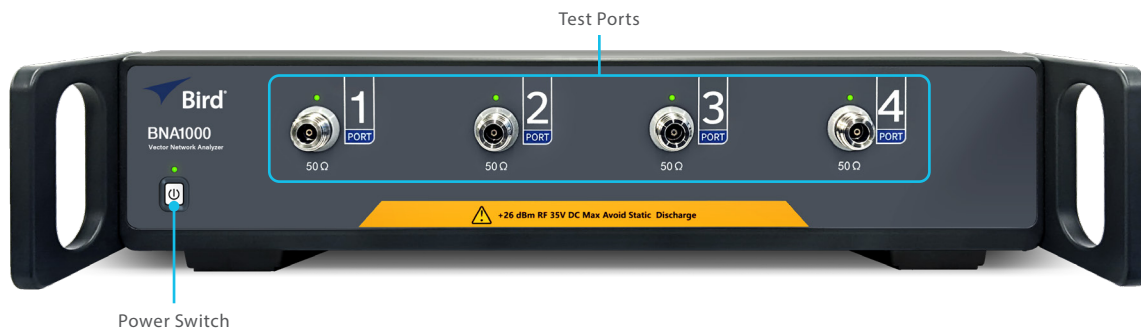 Test Ports
Bird®
BNA1000
Vector Network Analyzer
1
PORT
50 Ω
2
PORT
50 Ω
3
PORT
50 Ω
4
PORT
50 Ω
+26 dBm RF 35V DC Max Avoid Static Discharge
Power Switch